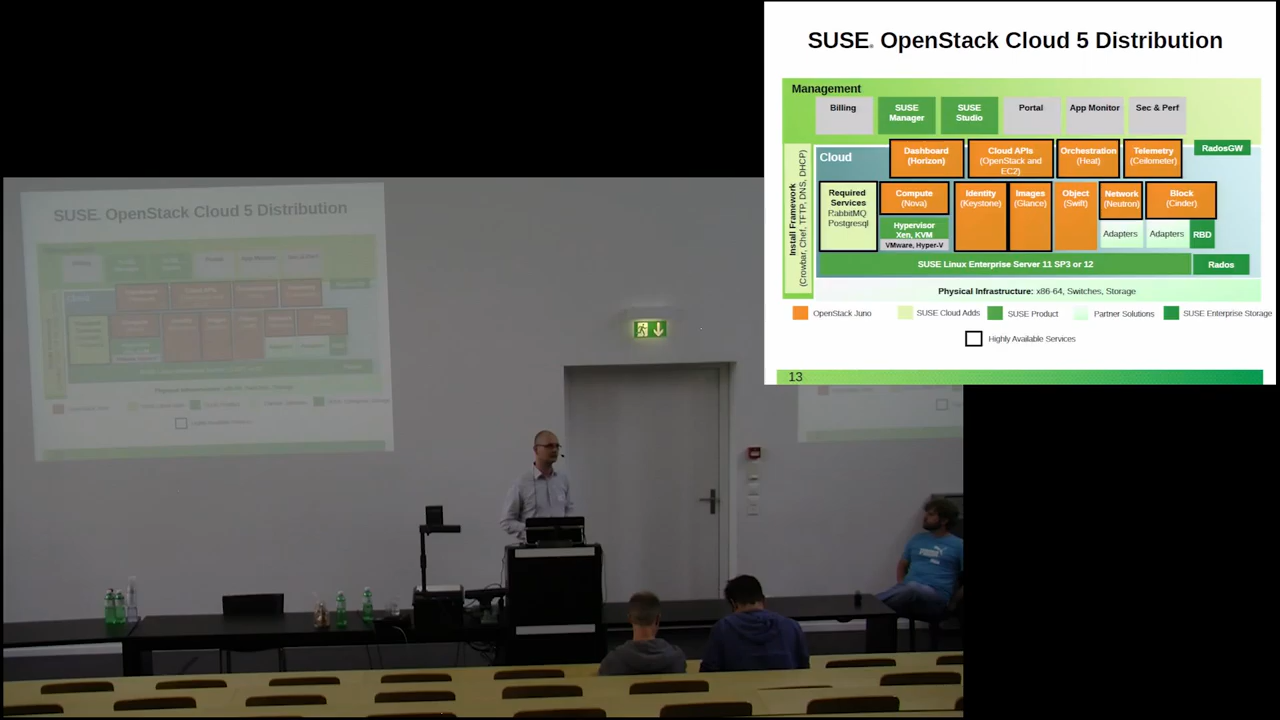 SUSE. OpenStack Cloud 5 Distribution
Management
Billing
SUSE
Manager
SUSE
Studio
Portal
App Monitor
Sec & Perf
Install Framework
(Crowbar, Chef, TFTP, DNS, DHCP)
Cloud
Dashboard
(Horizon)
Cloud APIs
(OpenStack and
EC2)
Orchestration
(Heat)
Telemetry
(Ceilometer)
RadosGW
Required
Services
RabbitMQ
Postgresql
Compute
(Nova)
Hypervisor
Xen, KVM
VMware, Hyper-V
Identity
(Keystone)
Images
(Glance)
Object
(Swift)
Network
(Neutron)
Adapters
Block
(Cinder)
Adapters
RBD
SUSE Linux Enterprise Server 11 SP3 or 12
Rados
Physical Infrastructure: x86-64, Switches, Storage
OpenStack Juno
SUSE Cloud Adds
SUSE Product
Partner Solutions
SUSE Enterprise Storage
Highly Available Services
13
SUSE. OpenStack Cloud 5 Distribution